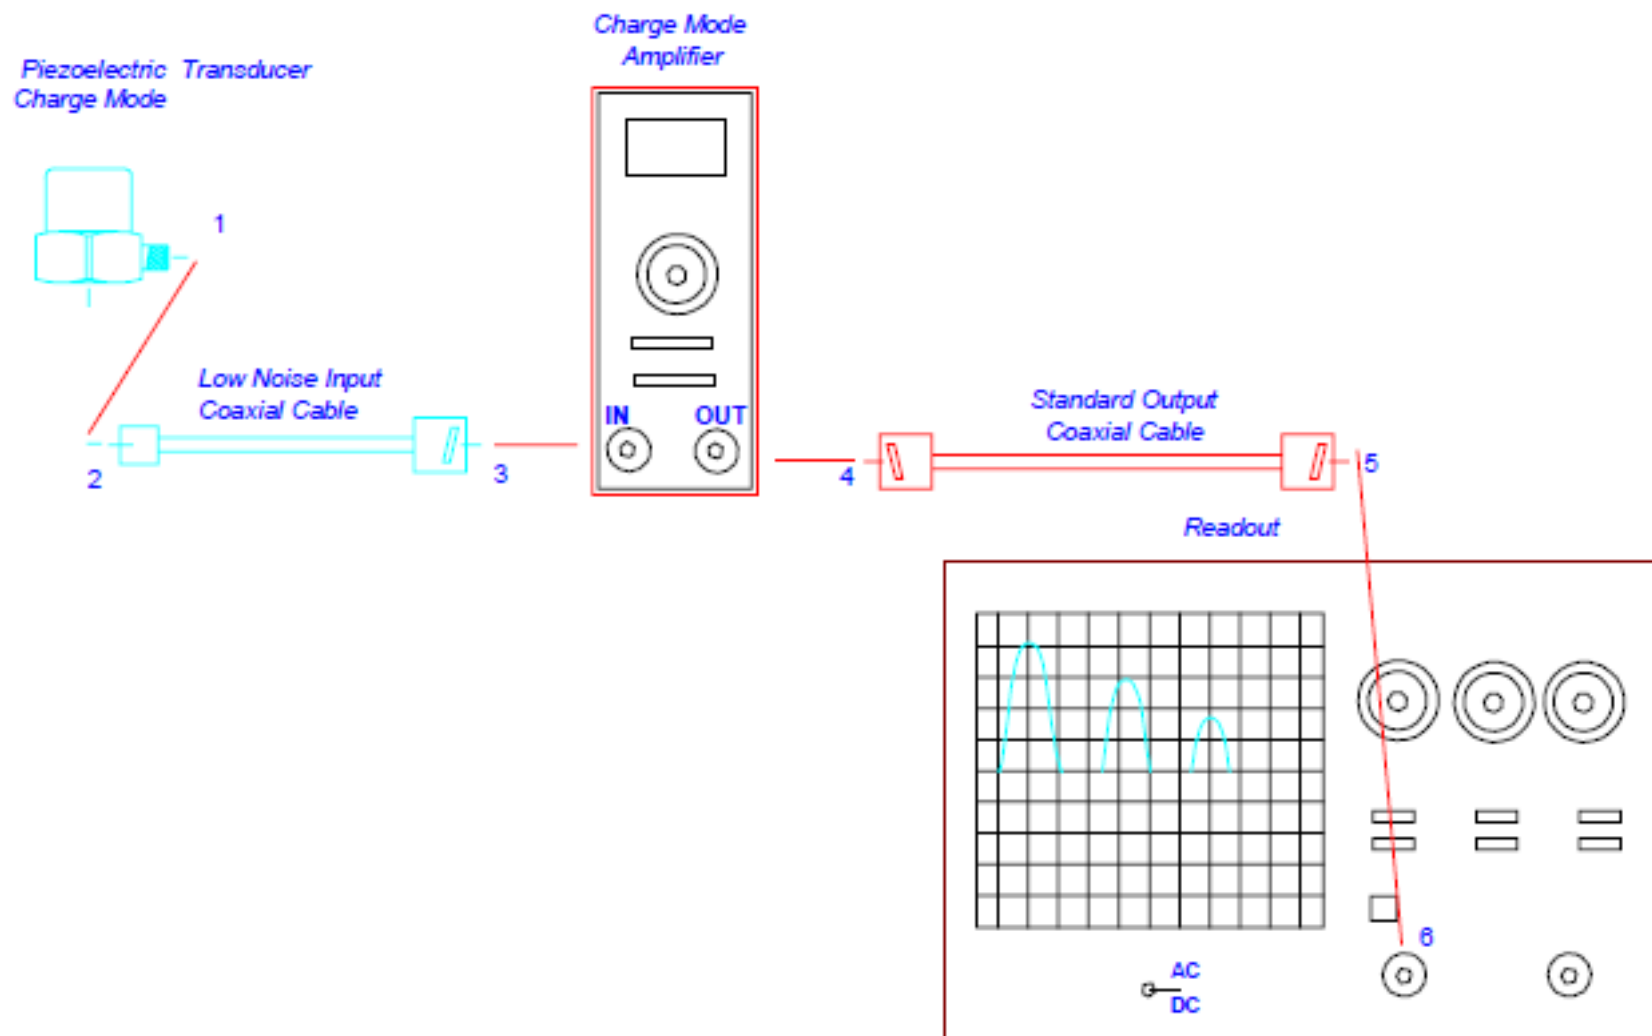 Charge Mode
Amplifier
Piezoelectric Transducer
Charge Mode
1
Low Noise Input
Coaxial Cable
2
3
IN
OUT
4
Standard Output
Coaxial Cable
5
Readout
6
AC
DC